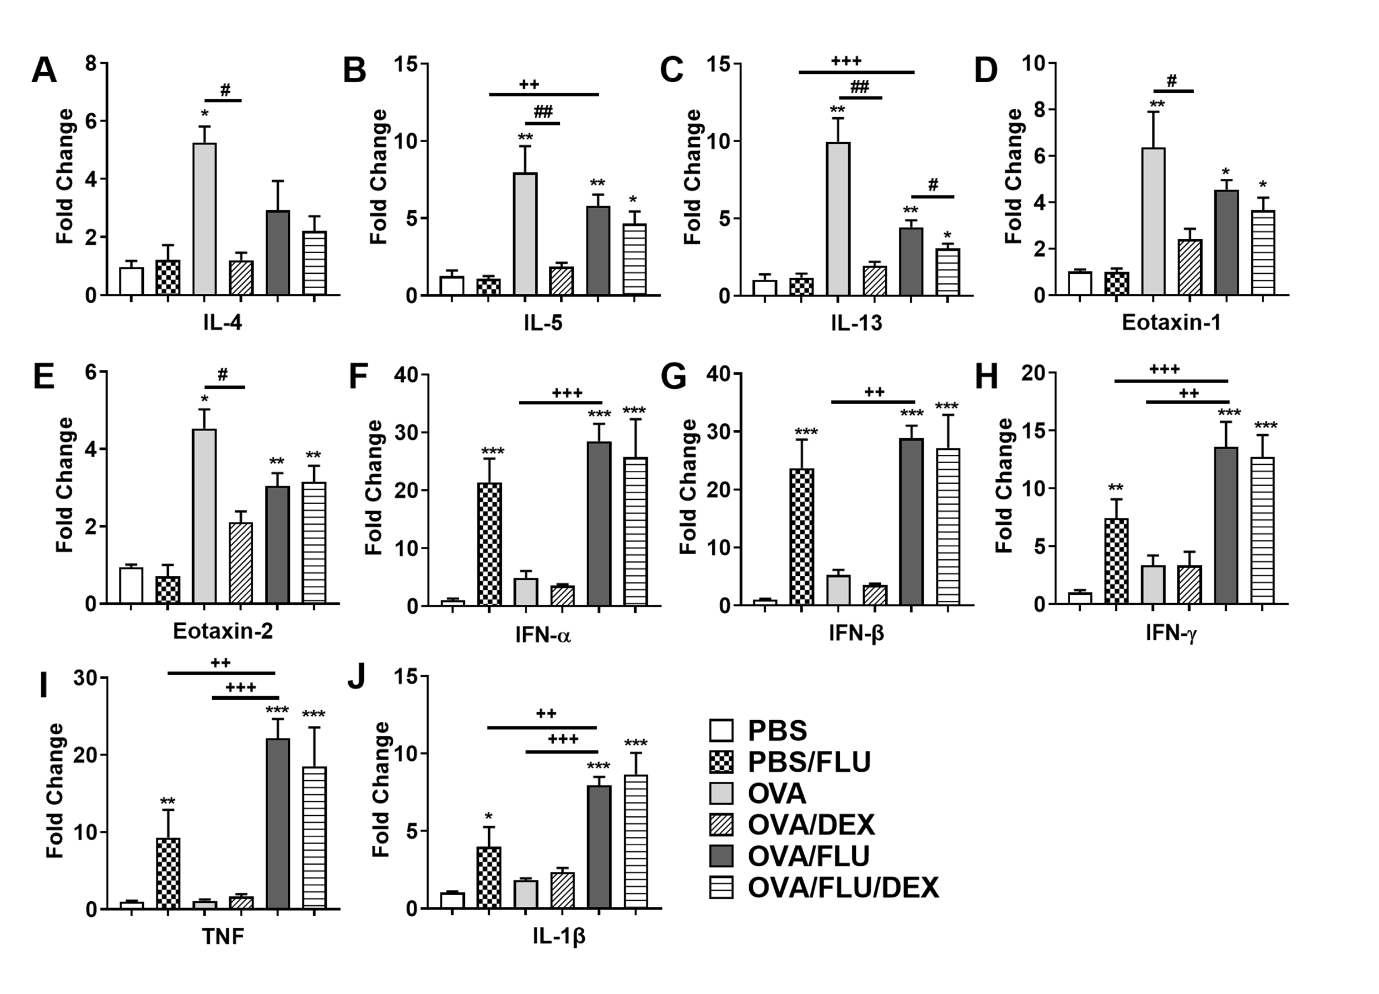 A
Fold Change
8
6
4
2
0
*
#
IL-4
B
Fold Change
15
10
5
0
++
##
**
**
*
IL-5
C
Fold Change
15
10
5
0
+++
##
**
#
**
*
IL-13
D
Fold Change
10
8
6
4
2
0
#
**
*
*
Eotaxin-1
E
Fold Change
6
4
2
0
#
*
**
**
Eotaxin-2
F
Fold Change
40
30
20
10
0
+++
***
***
***
IFN-α
G
Fold Change
40
30
20
10
0
++
***
***
***
IFN-β
H
Fold Change
20
15
10
5
0
+++
++
**
***
***
IFN-γ
I
Fold Change
30
20
10
0
++
+++
**
***
***
TNF
J
Fold Change
15
10
5
0
++
+++
*
***
***
IL-1β
PBS
PBS/FLU
OVA
OVA/DEX
OVA/FLU
OVA/FLU/DEX